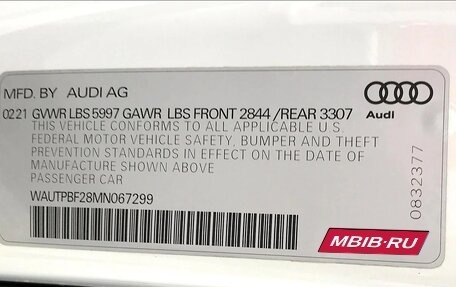 MFD. BY AUDI AG
Audi
0221 GVWR LBS 5997 GAWR LBS FRONT 2844 /REAR 3307
THIS VEHICLE CONFORMS TO ALL APPLICABLE U S
FEDERAL MOTOR VEHICLE SAFETY, BUMPER AND THEFT
PREVENTION STANDARDS IN EFFECT ON THE DATE OF
MANUFACTURE SHOWN ABOVE
PASSENGER CAR
WAUTPBF28MN067299
0832377
MBIB.RU